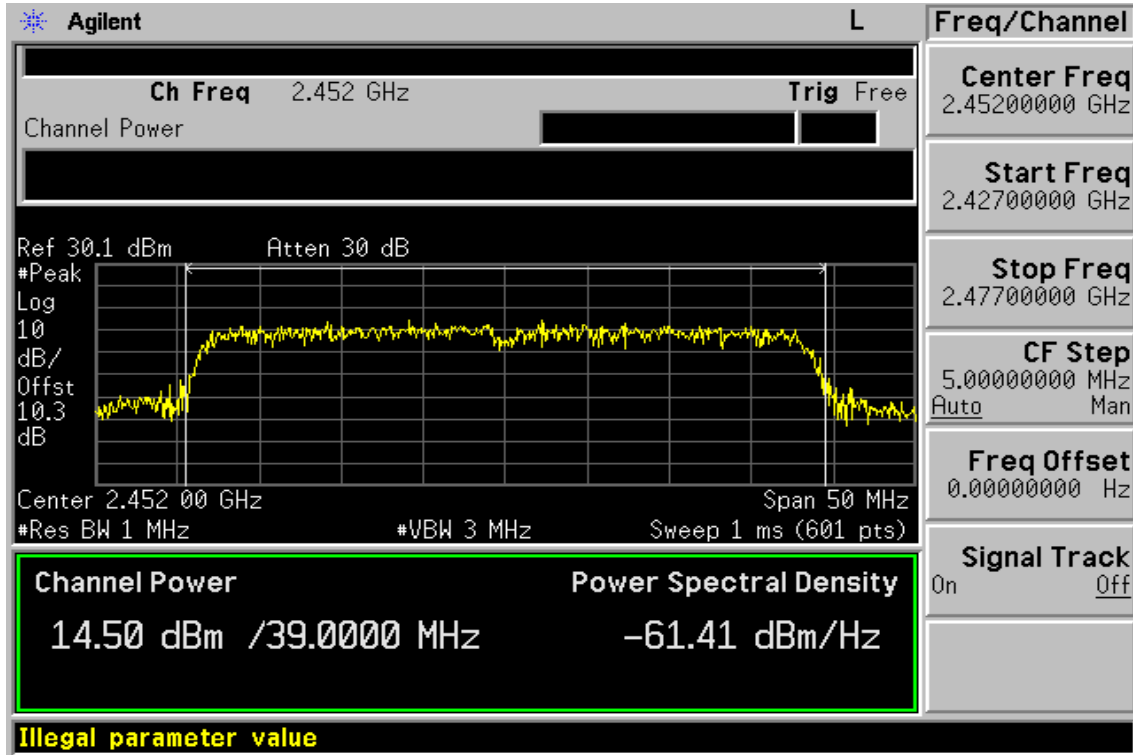 Agilent L Freq/Channel
Ch Freq 2.452 GHz Trig Free
Channel Power
Center Freq
2.45200000 GHz
Start Freq
2.42700000 GHz
Stop Freq
2.47700000 GHz
CF Step
5.00000000 MHz
Auto Man
Freq Offset
0.00000000 Hz
Signal Track
On Off
Ref 30.1 dBm Atten 30 dB
#Peak
Log
10
dB/
Offst
10.3
dB
Center 2.452 00 GHz Span 50 MHz
#Res BW 1 MHz #VBW 3 MHz Sweep 1 ms (601 pts)
Channel Power Power Spectral Density
14.50 dBm /39.0000 MHz -61.41 dBm/Hz
Illegal parameter value